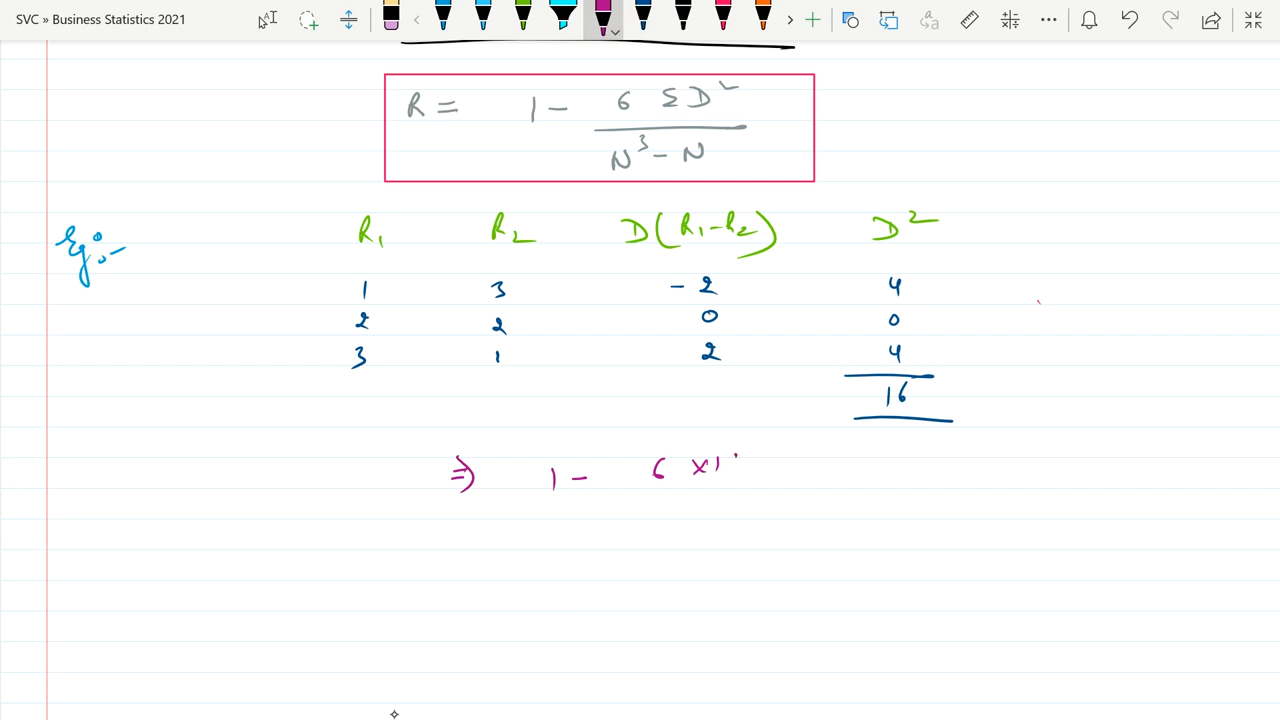 SVC » Business Statistics 2021
R = 1 - 6 ΣD² / N³ - N
Eg:- R₁ R₂ D(R₁-R₂) D²
1 3 -2 4
2 2 0 0
3 1 2 4
16
⇒ 1 - 6 x1